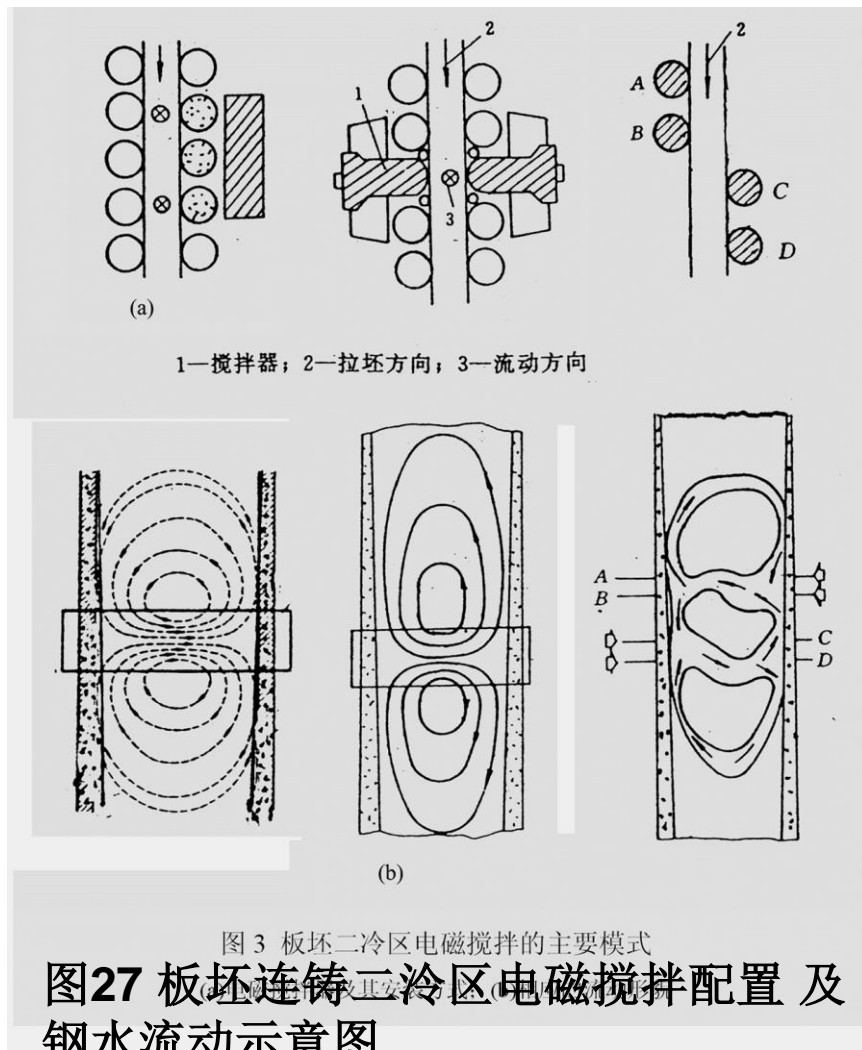 2
2
1
3
A
B
C
D
(a)
1—搅拌器；2—拉坯方向；3—流动方向
A
B
C
D
(b)
图 3 板坯二冷区电磁搅拌的主要模式
图27 板坯连铸二冷区电磁搅拌配置 及
钢水流动示意图